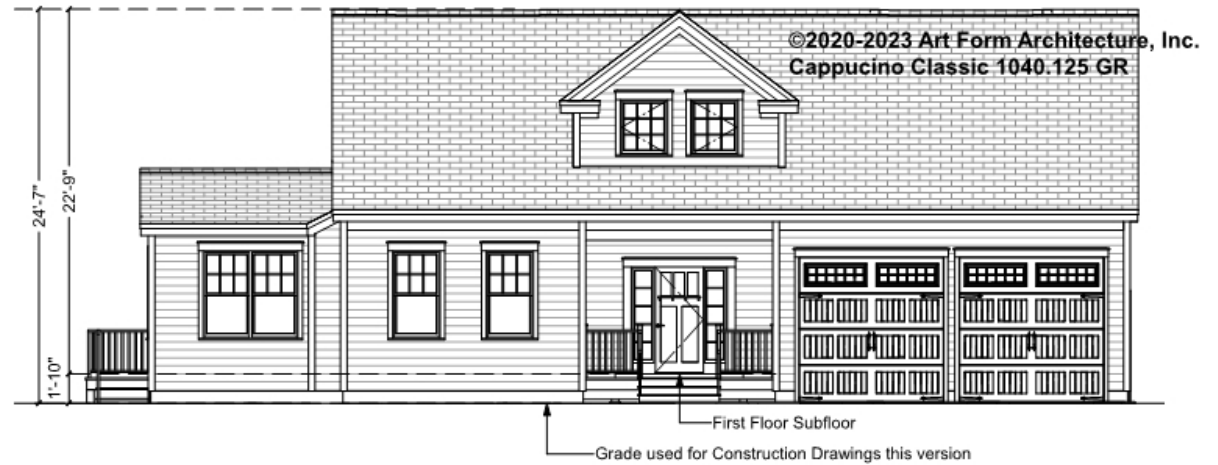 ©2020-2023 Art Form Architecture, Inc.
Cappucino Classic 1040.125 GR
24'-7"
22'-9"
1'-10"
First Floor Subfloor
Grade used for Construction Drawings this version